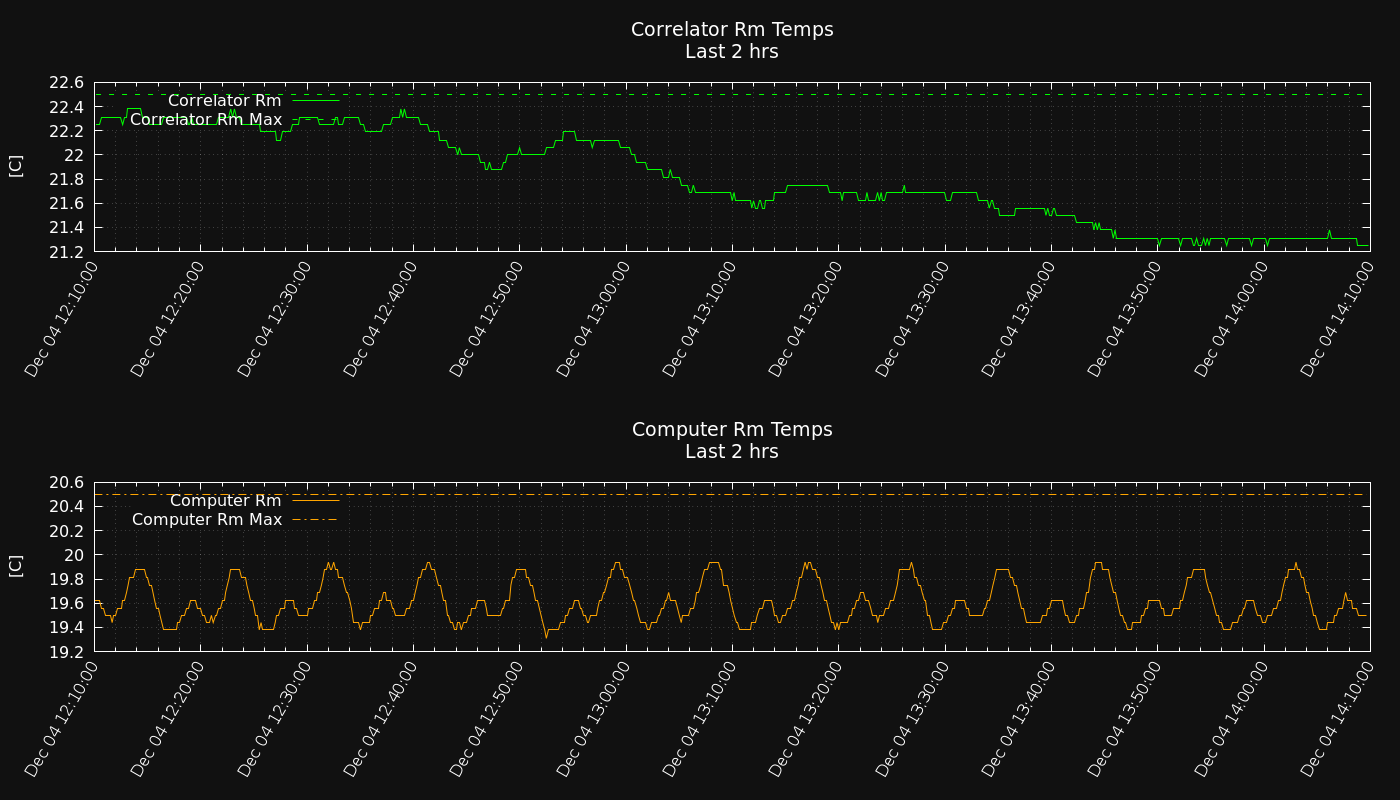 Correlator Rm Temps
Last 2 hrs
22.6
22.4
22.2
22
21.8
21.6
21.4
21.2
[C]
Correlator Rm
Correlator Rm Max
Dec 04 12:10:00
Dec 04 12:20:00
Dec 04 12:30:00
Dec 04 12:40:00
Dec 04 12:50:00
Dec 04 13:00:00
Dec 04 13:10:00
Dec 04 13:20:00
Dec 04 13:30:00
Dec 04 13:40:00
Dec 04 13:50:00
Dec 04 14:00:00
Dec 04 14:10:00
Computer Rm Temps
Last 2 hrs
20.6
20.4
20.2
20
19.8
19.6
19.4
19.2
[C]
Computer Rm
Computer Rm Max
Dec 04 12:10:00
Dec 04 12:20:00
Dec 04 12:30:00
Dec 04 12:40:00
Dec 04 12:50:00
Dec 04 13:00:00
Dec 04 13:10:00
Dec 04 13:20:00
Dec 04 13:30:00
Dec 04 13:40:00
Dec 04 13:50:00
Dec 04 14:00:00
Dec 04 14:10:00